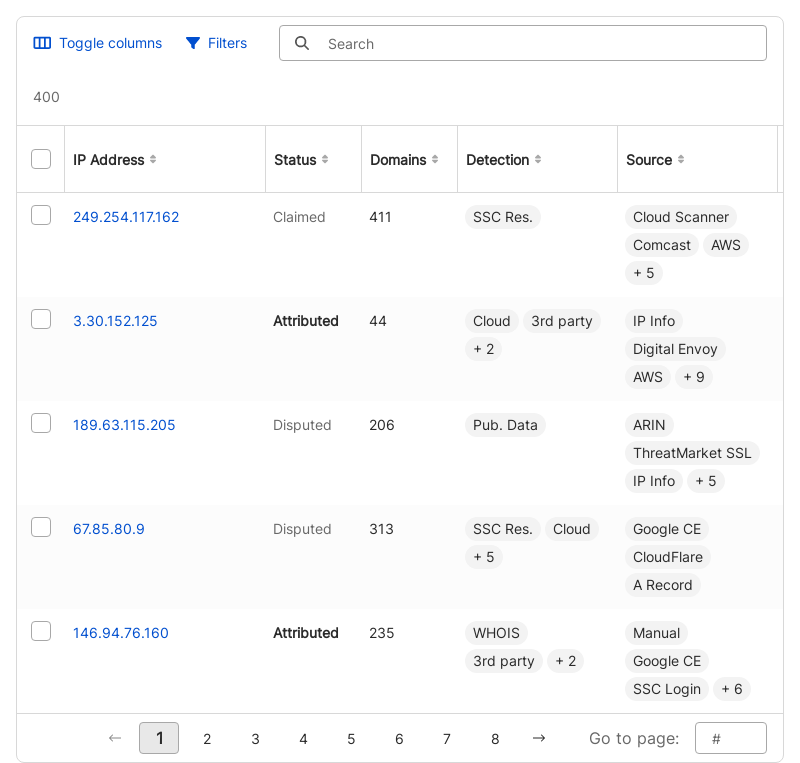 Toggle columns Filters Search
400
IP Address Status Domains Detection Source
249.254.117.162 Claimed 411 SSC Res. Cloud Scanner
Comcast AWS
+ 5
3.30.152.125 Attributed 44 Cloud 3rd party IP Info
+ 2 Digital Envoy
AWS + 9
189.63.115.205 Disputed 206 Pub. Data ARIN
ThreatMarket SSL
IP Info + 5
67.85.80.9 Disputed 313 SSC Res. Cloud Google CE
+ 5 CloudFlare
A Record
146.94.76.160 Attributed 235 WHOIS Manual
3rd party + 2 Google CE
SSC Login + 6
← 1 2 3 4 5 6 7 8 → Go to page: #